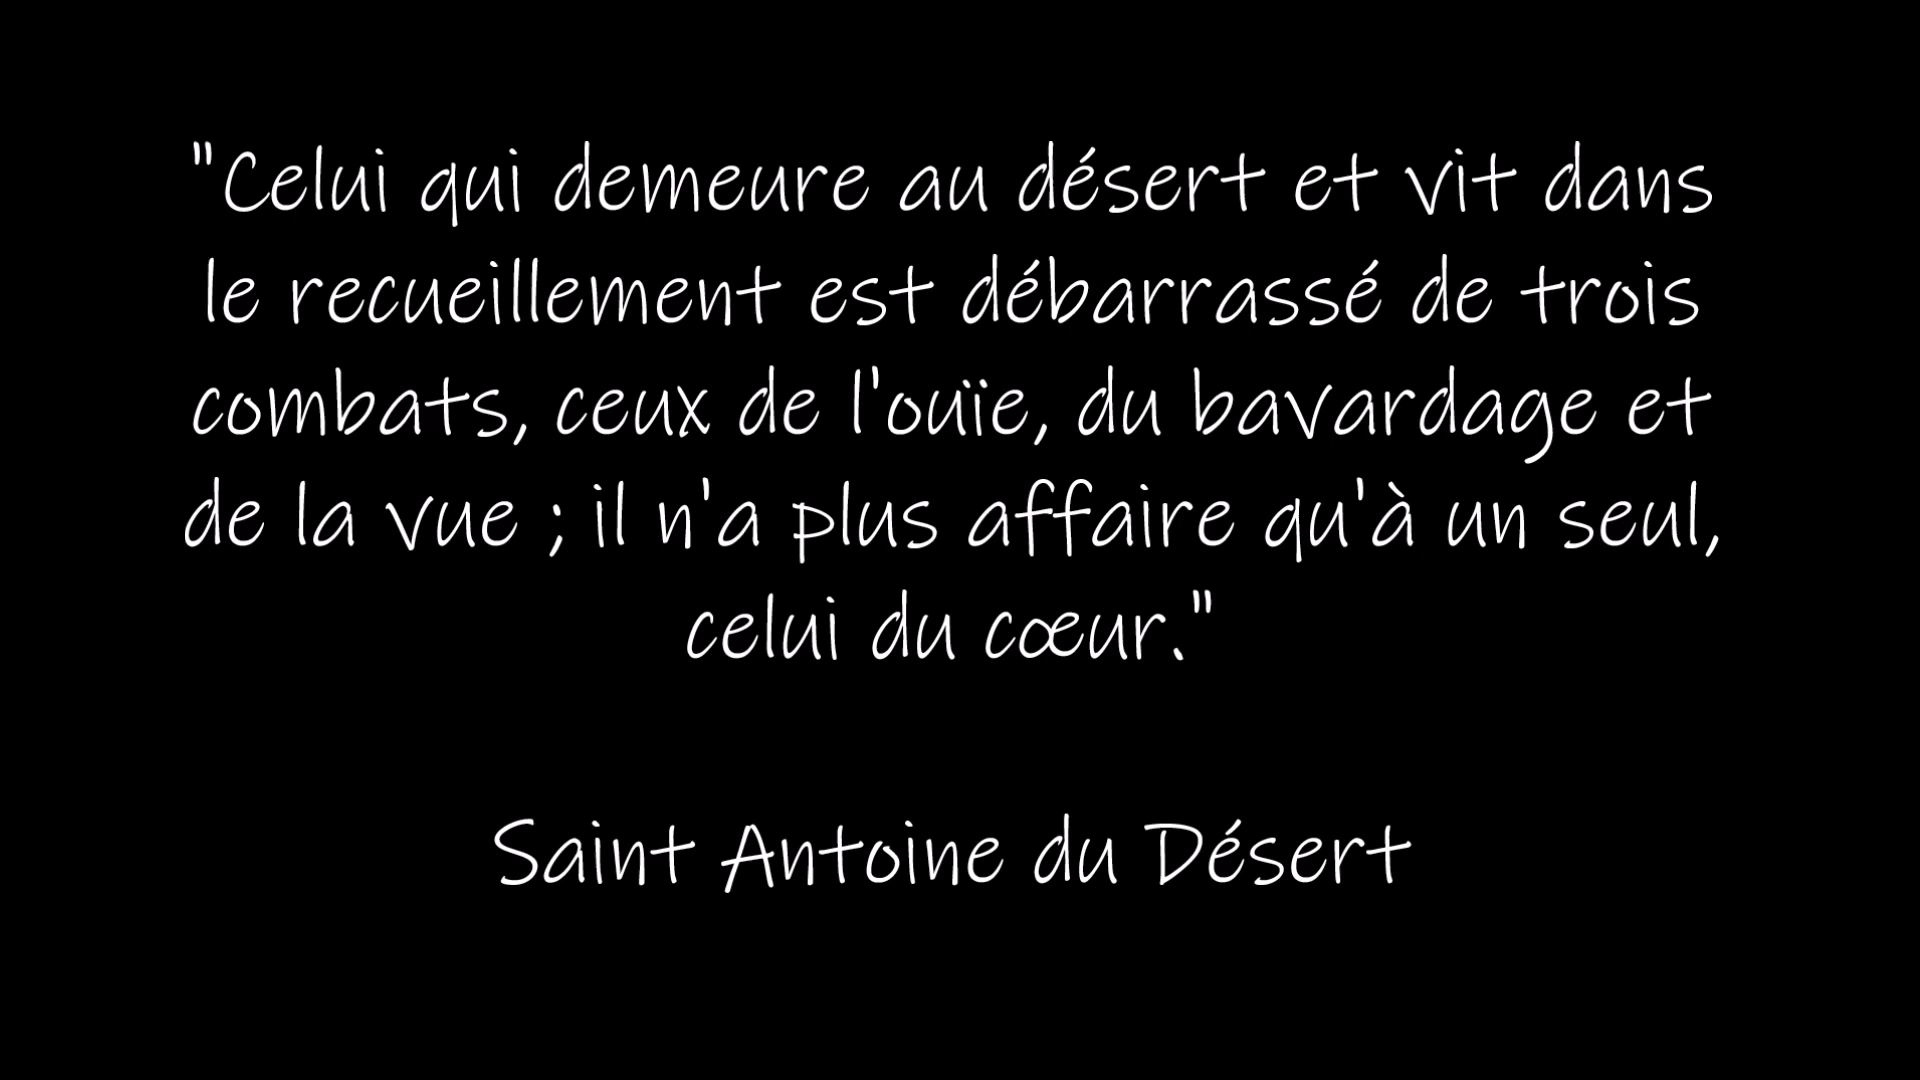 "Celui qui demeure au désert et vit dans
le recueillement est débarrassé de trois
combats, ceux de l'ouïe, du bavardage et
de la vue ; il n'a plus affaire qu'à un seul,
celui du cœur."
Saint Antoine du Désert